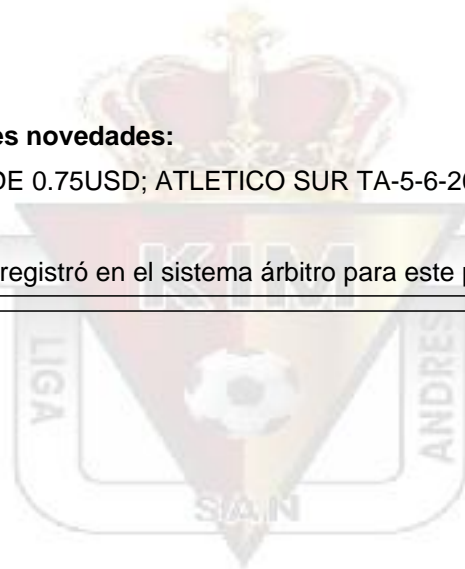 es novedades:
DE 0.75USD; ATLETICO SUR TA-5-6-20
registró en el sistema árbitro para este p
KIM
LIGA
ANDRES
SAN